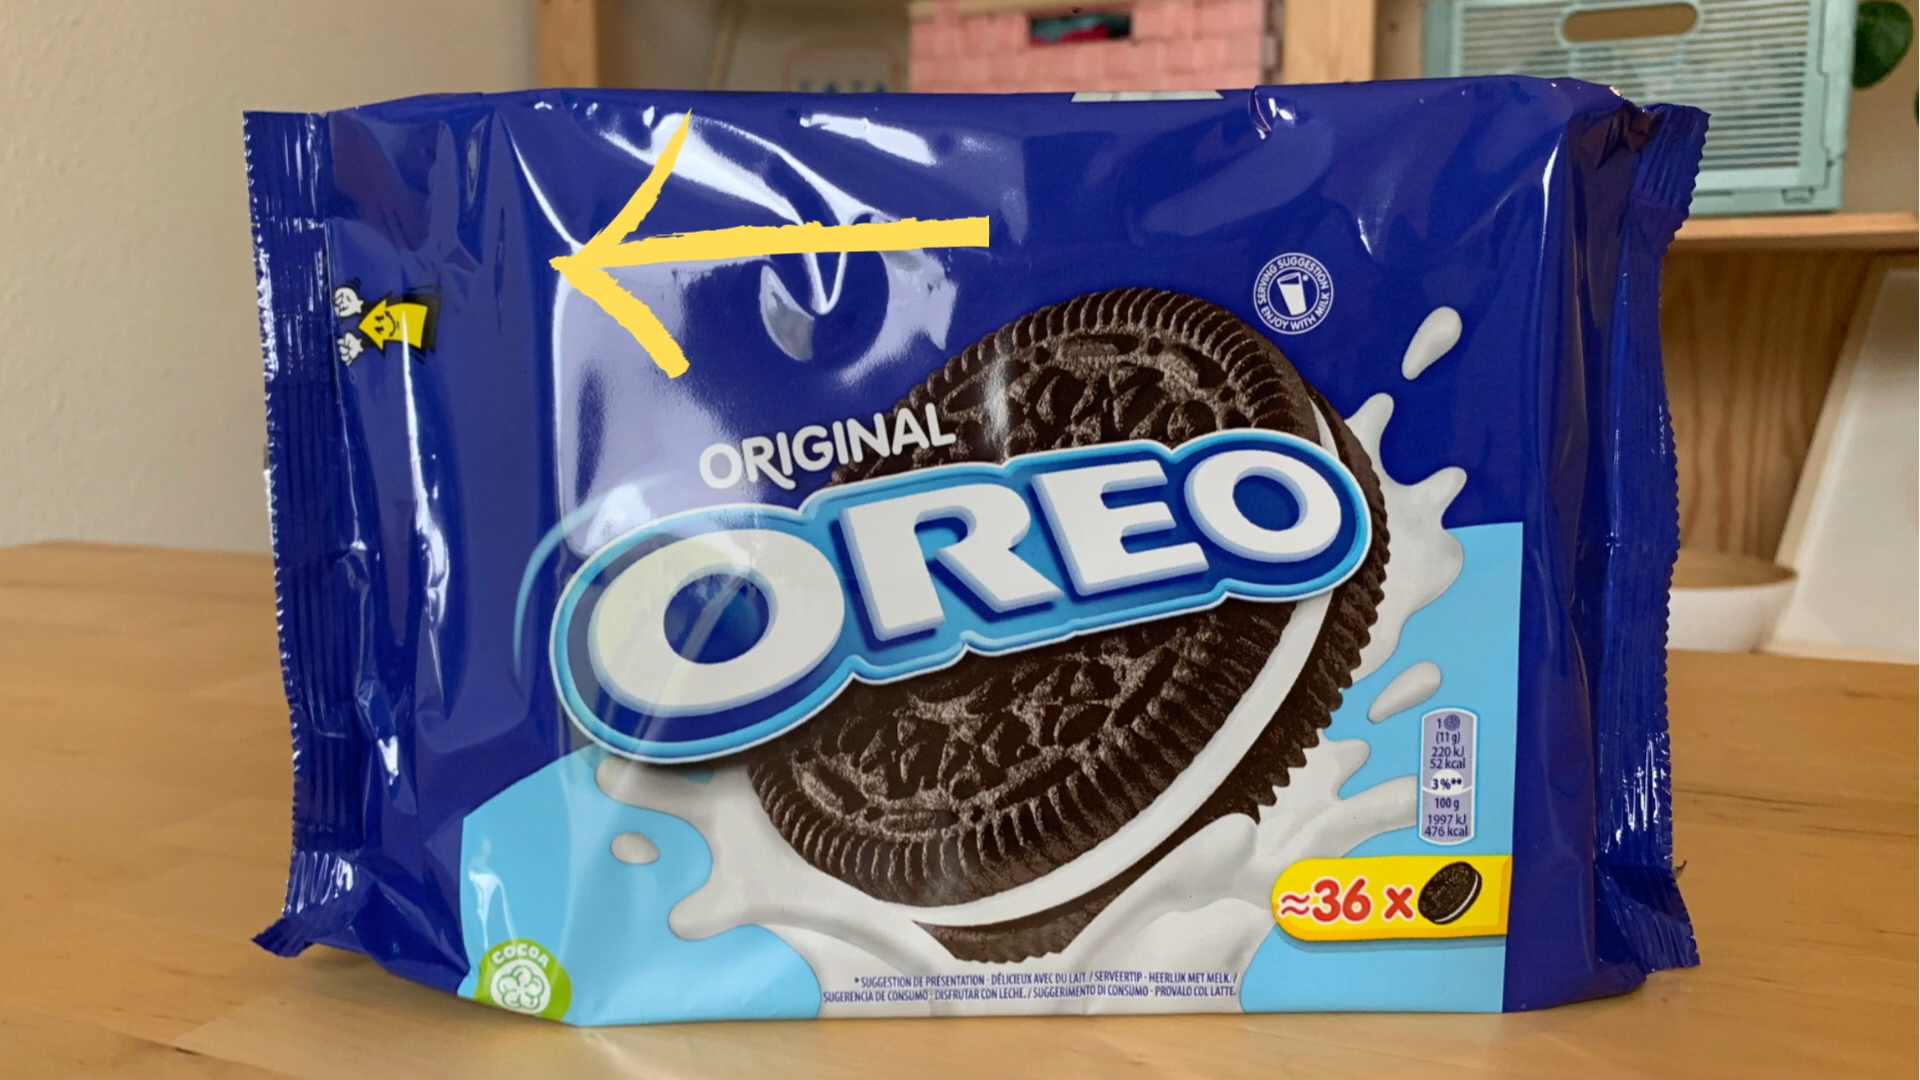 SERVING SUGGESTION*
ENJOY WITH MILK
ORIGINAL
OREO
1
(11 g)
220 kJ
52 kcal
3%**
100 g
1997 kJ
476 kcal
≈36 x
COCOA
* SUGGESTION DE PRÉSENTATION - DÉLICIEUX AVEC DU LAIT. / SERVEERTIP - HEERLIJK MET MELK. /
SUGERENCIA DE CONSUMO - DISFRUTAR CON LECHE. / SUGGERIMENTO DI CONSUMO - PROVALO COL LATTE.